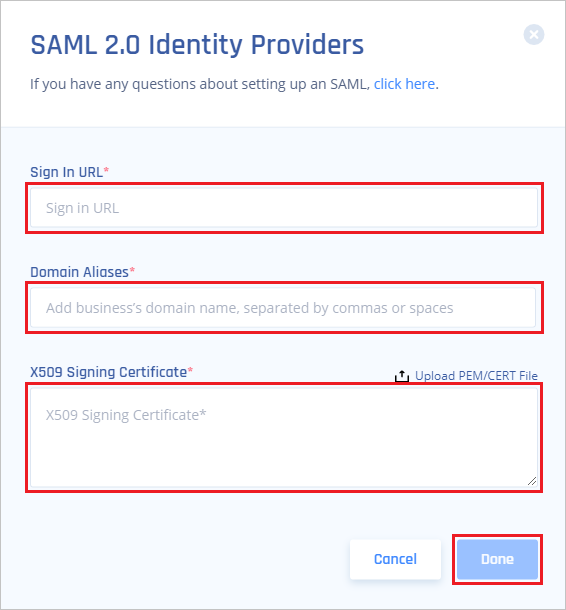 SAML 2.0 Identity Providers
If you have any questions about setting up an SAML, click here.
Sign In URL*
Sign in URL
Domain Aliases*
Add business's domain name, separated by commas or spaces
X509 Signing Certificate*
Upload PEM/CERT File
X509 Signing Certificate*
Cancel
Done